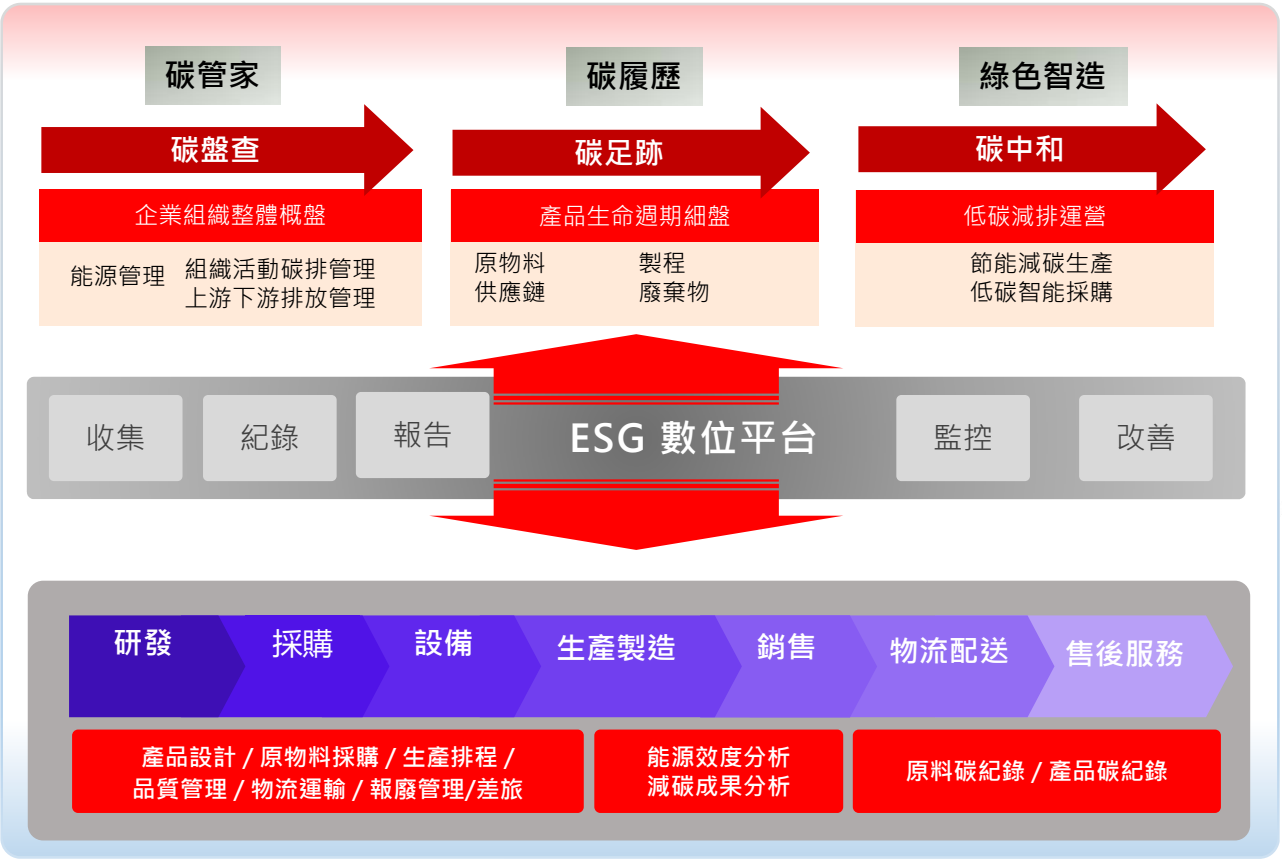 碳管家
碳履歷
綠色智造
碳盤查
碳足跡
碳中和
企業組織整體概盤
產品生命週期細盤
低碳減排運營
能源管理
組織活動碳排管理
上游下游排放管理
原物料
製程
供應鏈
廢棄物
節能減碳生產
低碳智能採購
收集
紀錄
報告
ESG 數位平台
監控
改善
研發
採購
設備
生產製造
銷售
物流配送
售後服務
產品設計 / 原物料採購 / 生產排程 /
品質管理 / 物流運輸 / 報廢管理/差旅
能源效度分析
減碳成果分析
原料碳紀錄 / 產品碳紀錄